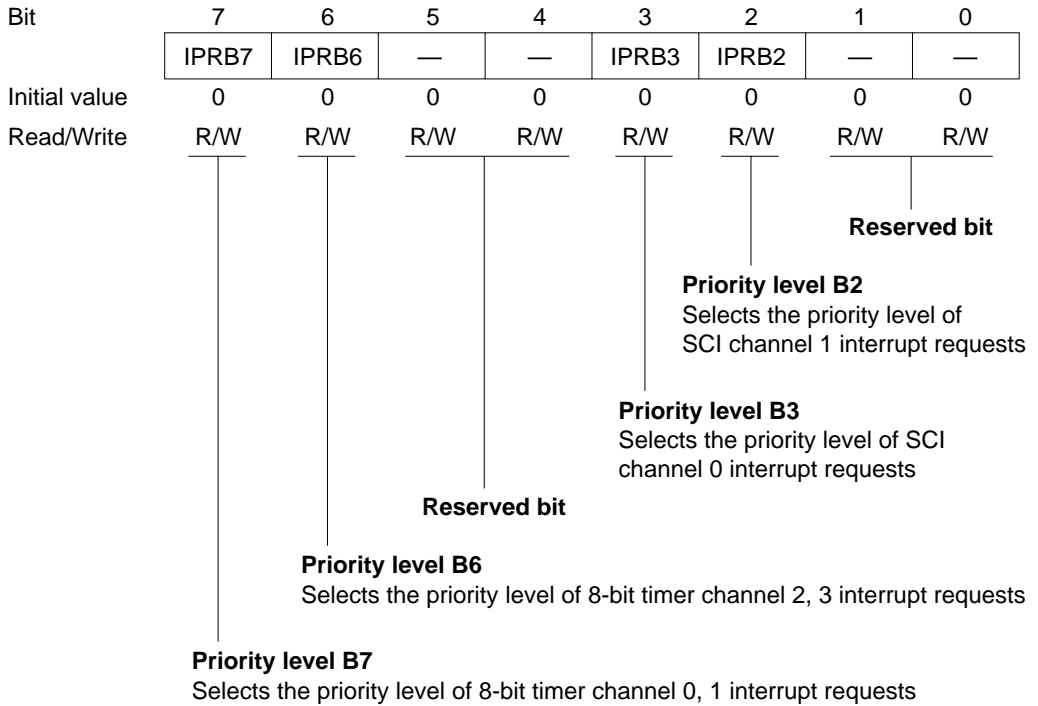 Bit 7 6 5 4 3 2 1 0
IPRB7 IPRB6 — — IPRB3 IPRB2 — —
Initial value 0 0 0 0 0 0 0 0
Read/Write R/W R/W R/W R/W R/W R/W R/W R/W
Reserved bit
Priority level B2
Selects the priority level of
SCI channel 1 interrupt requests
Priority level B3
Selects the priority level of SCI
channel 0 interrupt requests
Reserved bit
Priority level B6
Selects the priority level of 8-bit timer channel 2, 3 interrupt requests
Priority level B7
Selects the priority level of 8-bit timer channel 0, 1 interrupt requests